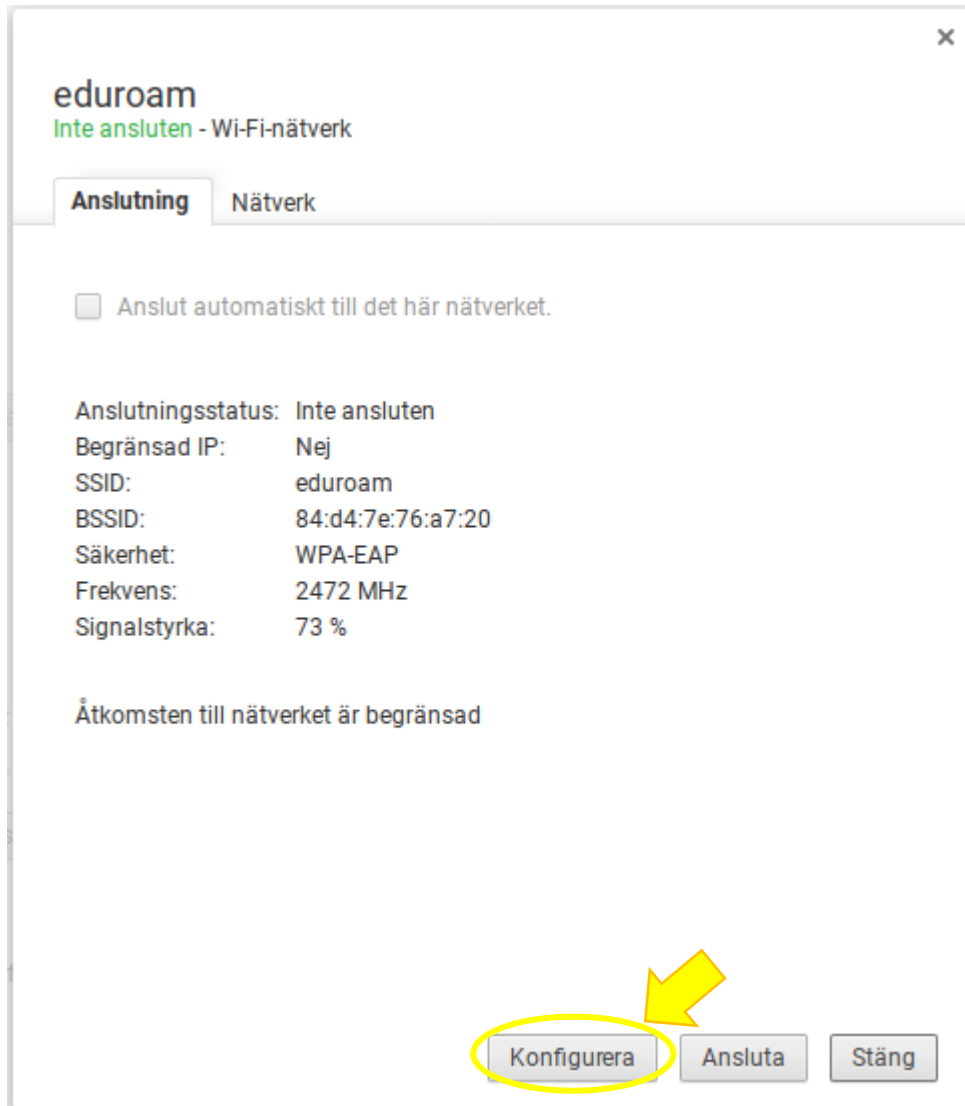 ×
eduroam
Inte ansluten - Wi-Fi-nätverk
Anslutning Nätverk
Anslut automatiskt till det här nätverket.
Anslutningsstatus: Inte ansluten
Begränsad IP: Nej
SSID: eduroam
BSSID: 84:d4:7e:76:a7:20
Säkerhet: WPA-EAP
Frekvens: 2472 MHz
Signalstyrka: 73 %
Åtkomsten till nätverket är begränsad
Konfigurera Ansluta Stäng